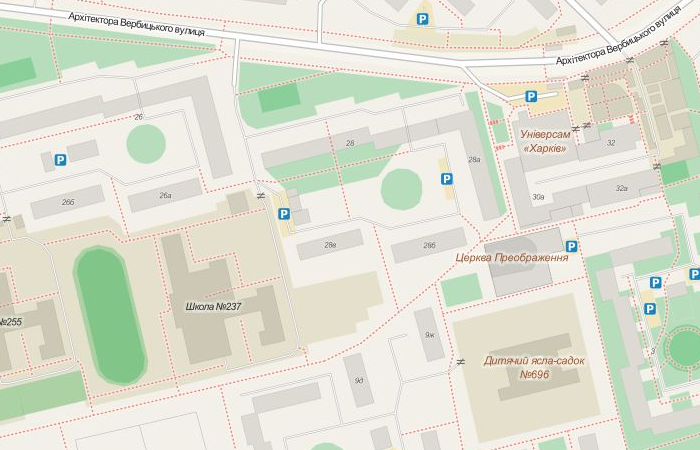 Архітектора Вербицького вулиця
Архітектора Вербицького вулиця
P
P
26
28
28а
Універсам
«Харків»
32
P
26б
26а
P
30а
32а
P
28в
28б
P
Церква Преображення
P
P
P
№255
Школа №237
9ж
Дитячий ясла-садок
№696
9д